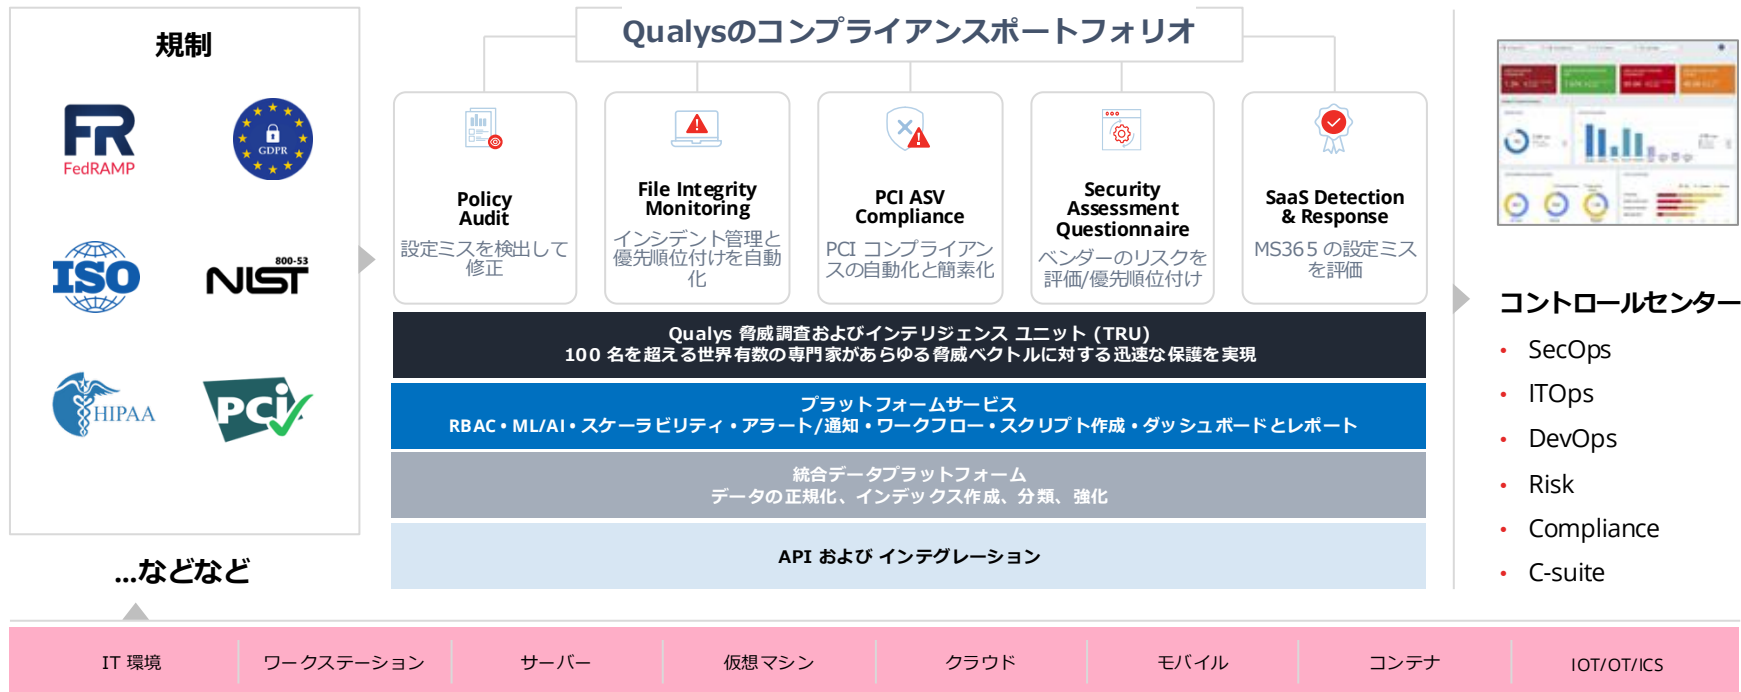 規制
FR
FedRAMP
GDPR
ISO
800-53
NIST
HIPAA
PCi
...などなど
Qualysのコンプライアンスポートフォリオ
Policy
Audit
設定ミスを検出して
修正
File Integrity
Monitoring
インシデント管理と
優先順位付けを自動
化
PCI ASV
Compliance
PCI コンプライアン
スの自動化と簡素化
Security
Assessment
Questionnaire
ベンダーのリスクを
評価/優先順位付け
SaaS Detection
& Response
MS365 の設定ミス
を評価
Qualys 脅威調査およびインテリジェンス ユニット (TRU)
100 名を超える世界有数の専門家があらゆる脅威ベクトルに対する迅速な保護を実現
プラットフォームサービス
RBAC • ML/AI • スケーラビリティ • アラート/通知 • ワークフロー • スクリプト作成 • ダッシュボードとレポート
統合データプラットフォーム
データの正規化、インデックス作成、分類、強化
API および インテグレーション
コントロールセンター
• SecOps
• ITOps
• DevOps
• Risk
• Compliance
• C-suite
IT 環境
ワークステーション
サーバー
仮想マシン
クラウド
モバイル
コンテナ
IOT/OT/ICS